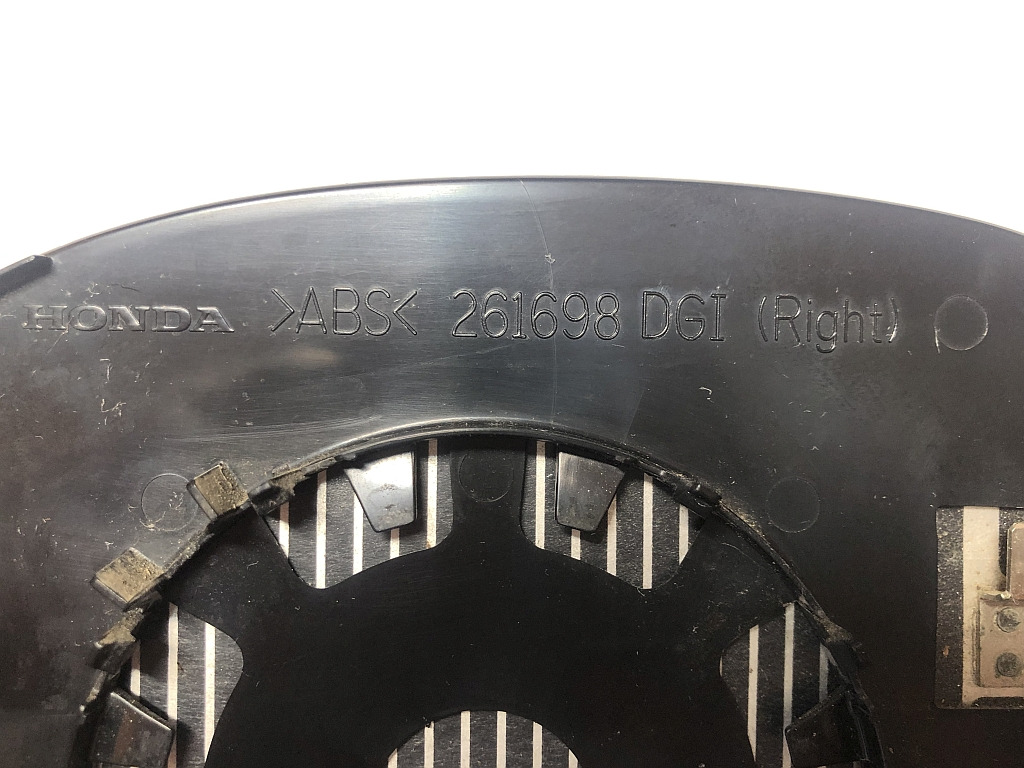 HONDA >ABS< 261698 DGI (Right)